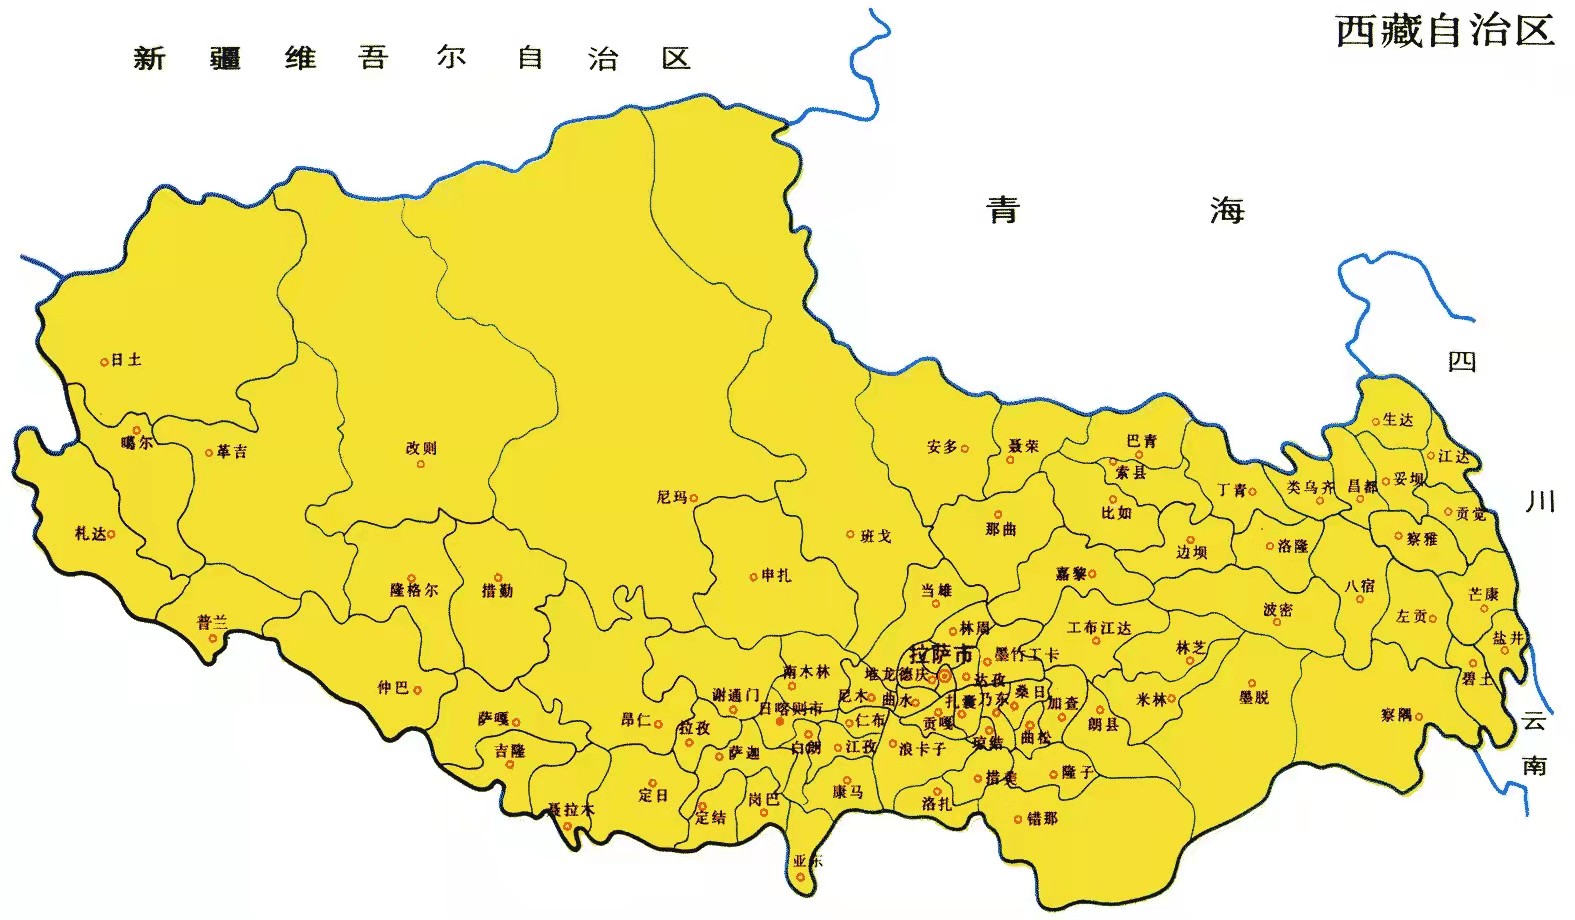 西藏自治区
新疆维吾尔自治区
青海
四川
云南
日土
噶尔
革吉
改则
札达
普兰
隆格尔
措勤
仲巴
萨嘎
吉隆
聂拉木
尼玛
申扎
班戈
安多
聂荣
巴青
索县
比如
那曲
嘉黎
当雄
林周
拉萨市
墨竹工卡
堆龙德庆
达孜
尼木
曲水
南木林
谢通门
日喀则市
昂仁
拉孜
萨迦
定日
定结
岗巴
白朗
江孜
仁布
康马
亚东
浪卡子
洛扎
贡嘎
扎囊
乃东
桑日
琼结
曲松
加查
朗县
措美
隆子
错那
工布江达
林芝
米林
墨脱
波密
察隅
丁青
类乌齐
昌都
妥坝
生达
江达
贡觉
察雅
边坝
洛隆
八宿
左贡
芒康
盐井
碧土